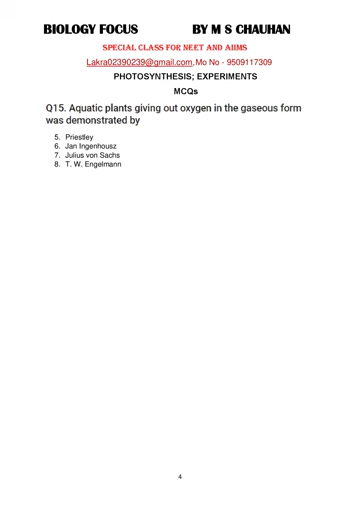 BIOLOGY FOCUS BY M S CHAUHAN
SPECIAL CLASS FOR NEET AND AIIMS
Lakra02390239@gmail.com, Mo No - 9509117309
PHOTOSYNTHESIS; EXPERIMENTS
MCQs
Q15. Aquatic plants giving out oxygen in the gaseous form
was demonstrated by
5. Priestley
6. Jan Ingenhousz
7. Julius von Sachs
8. T. W. Engelmann
4